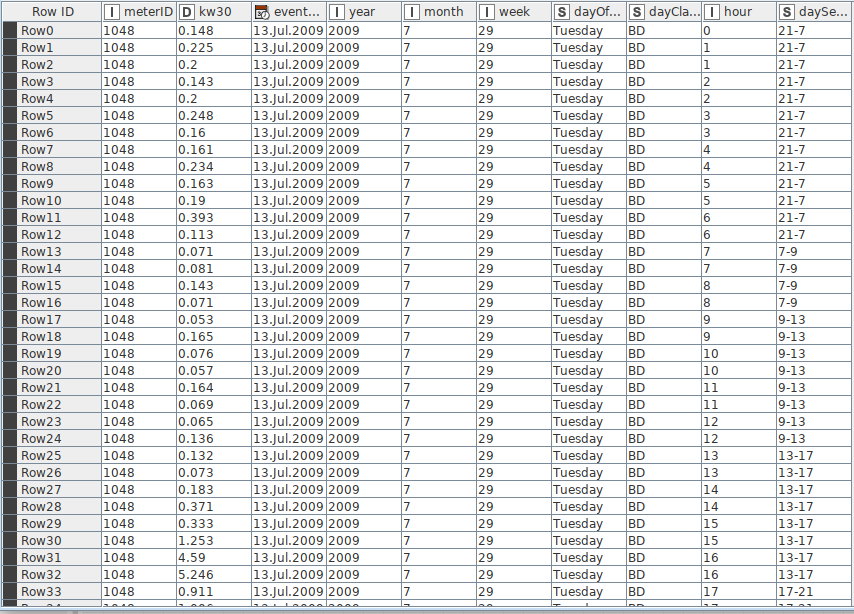 Row ID I meterID D kw30 event... I year I month I week S dayOf... S dayCla... I hour S daySe...
Row0 1048 0.148 13.Jul.2009 2009 7 29 Tuesday BD 0 21-7
Row1 1048 0.225 13.Jul.2009 2009 7 29 Tuesday BD 1 21-7
Row2 1048 0.2 13.Jul.2009 2009 7 29 Tuesday BD 1 21-7
Row3 1048 0.143 13.Jul.2009 2009 7 29 Tuesday BD 2 21-7
Row4 1048 0.2 13.Jul.2009 2009 7 29 Tuesday BD 2 21-7
Row5 1048 0.248 13.Jul.2009 2009 7 29 Tuesday BD 3 21-7
Row6 1048 0.16 13.Jul.2009 2009 7 29 Tuesday BD 3 21-7
Row7 1048 0.161 13.Jul.2009 2009 7 29 Tuesday BD 4 21-7
Row8 1048 0.234 13.Jul.2009 2009 7 29 Tuesday BD 4 21-7
Row9 1048 0.163 13.Jul.2009 2009 7 29 Tuesday BD 5 21-7
Row10 1048 0.19 13.Jul.2009 2009 7 29 Tuesday BD 5 21-7
Row11 1048 0.393 13.Jul.2009 2009 7 29 Tuesday BD 6 21-7
Row12 1048 0.113 13.Jul.2009 2009 7 29 Tuesday BD 6 21-7
Row13 1048 0.071 13.Jul.2009 2009 7 29 Tuesday BD 7 7-9
Row14 1048 0.081 13.Jul.2009 2009 7 29 Tuesday BD 7 7-9
Row15 1048 0.143 13.Jul.2009 2009 7 29 Tuesday BD 8 7-9
Row16 1048 0.071 13.Jul.2009 2009 7 29 Tuesday BD 8 7-9
Row17 1048 0.053 13.Jul.2009 2009 7 29 Tuesday BD 9 9-13
Row18 1048 0.165 13.Jul.2009 2009 7 29 Tuesday BD 9 9-13
Row19 1048 0.076 13.Jul.2009 2009 7 29 Tuesday BD 10 9-13
Row20 1048 0.057 13.Jul.2009 2009 7 29 Tuesday BD 10 9-13
Row21 1048 0.164 13.Jul.2009 2009 7 29 Tuesday BD 11 9-13
Row22 1048 0.069 13.Jul.2009 2009 7 29 Tuesday BD 11 9-13
Row23 1048 0.065 13.Jul.2009 2009 7 29 Tuesday BD 12 9-13
Row24 1048 0.136 13.Jul.2009 2009 7 29 Tuesday BD 12 9-13
Row25 1048 0.132 13.Jul.2009 2009 7 29 Tuesday BD 13 13-17
Row26 1048 0.073 13.Jul.2009 2009 7 29 Tuesday BD 13 13-17
Row27 1048 0.183 13.Jul.2009 2009 7 29 Tuesday BD 14 13-17
Row28 1048 0.371 13.Jul.2009 2009 7 29 Tuesday BD 14 13-17
Row29 1048 0.333 13.Jul.2009 2009 7 29 Tuesday BD 15 13-17
Row30 1048 1.253 13.Jul.2009 2009 7 29 Tuesday BD 15 13-17
Row31 1048 4.59 13.Jul.2009 2009 7 29 Tuesday BD 16 13-17
Row32 1048 5.246 13.Jul.2009 2009 7 29 Tuesday BD 16 13-17
Row33 1048 0.911 13.Jul.2009 2009 7 29 Tuesday BD 17 17-21